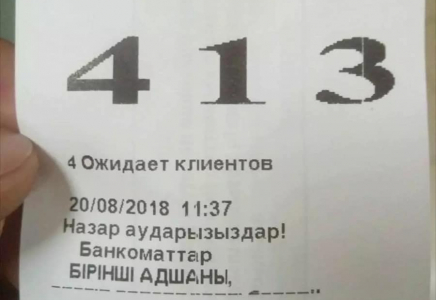 413
4 Ожидает клиентов
20/08/2018 11:37
Назар аударызыздар!
Банкоматтар
БІРІНШІ АДШАНЫ,